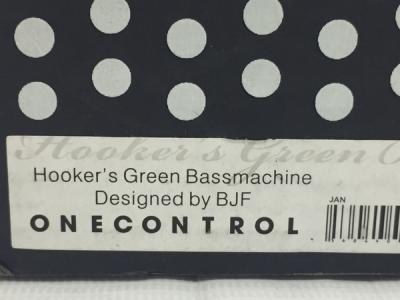 Hooker's Green
Hooker's Green Bassmachine
Designed by BJF
ONECONTROL
JAN